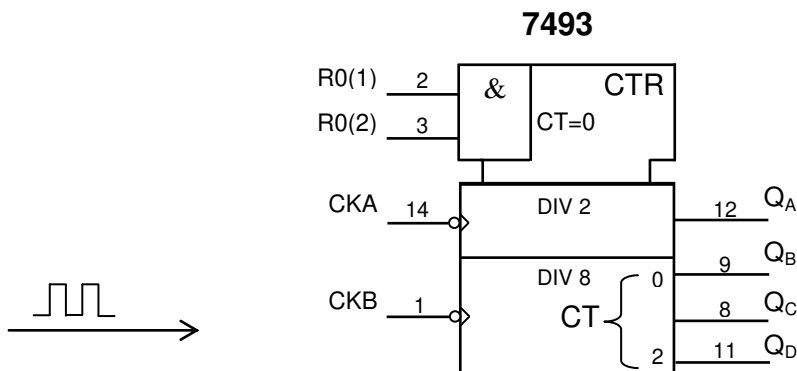 7493
R0(1) 2 & CTR
R0(2) 3 CT=0
CKA 14 DIV 2 12 QA
DIV 8 0 9 QB
CKB 1 CT 8 QC
2 11 QD